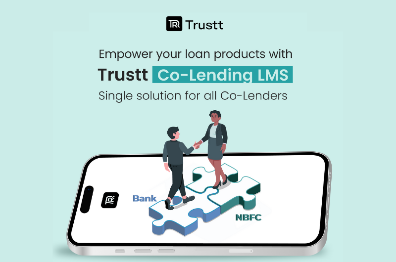 Trustt
Empower your loan products with
Trustt Co-Lending LMS
Single solution for all Co-Lenders
Bank
NBFC